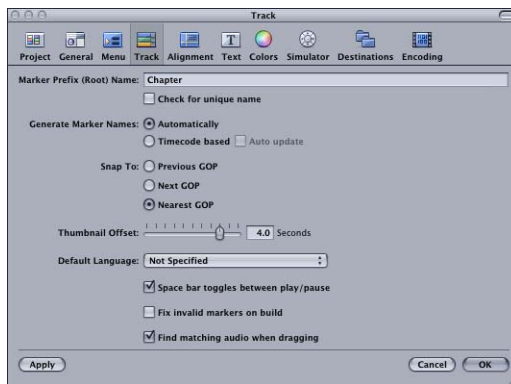 Track
Project General Menu Track Alignment Text Colors Simulator Destinations Encoding
Marker Prefix (Root) Name: Chapter
Check for unique name
Generate Marker Names: Automatically
Timecode based Auto update
Snap To: Previous GOP
Next GOP
Nearest GOP
Thumbnail Offset: 4.0 Seconds
Default Language: Not Specified
Space bar toggles between play/pause
Fix invalid markers on build
Find matching audio when dragging
Apply Cancel OK